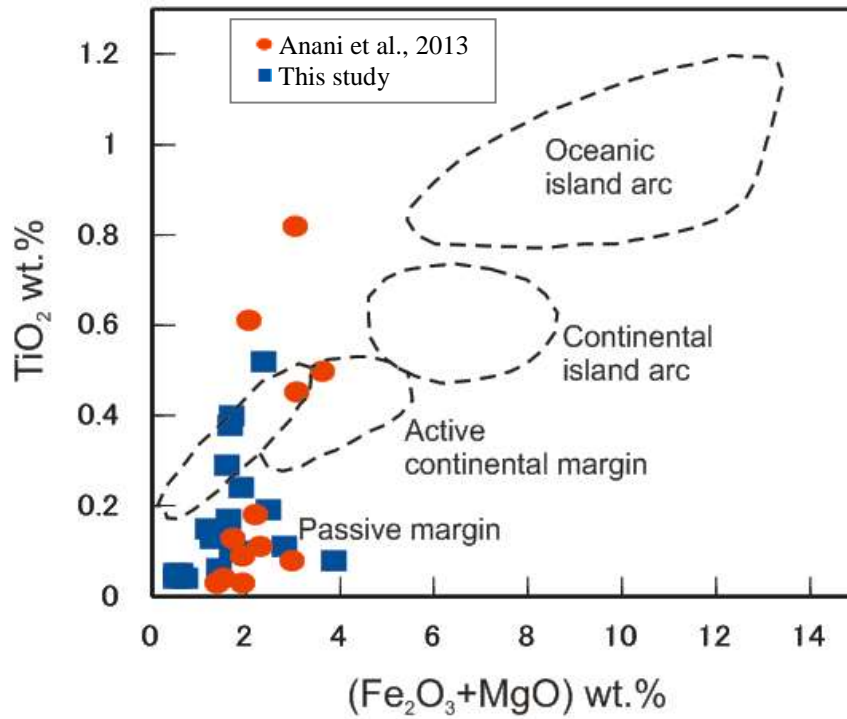 Anani et al., 2013
This study
1.2
1
0.8
0.6
0.4
0.2
0
TiO₂ wt.%
Oceanic
island arc
Continental
island arc
Active
continental margin
Passive margin
0 2 4 6 8 10 12 14
(Fe₂O₃+MgO) wt.%